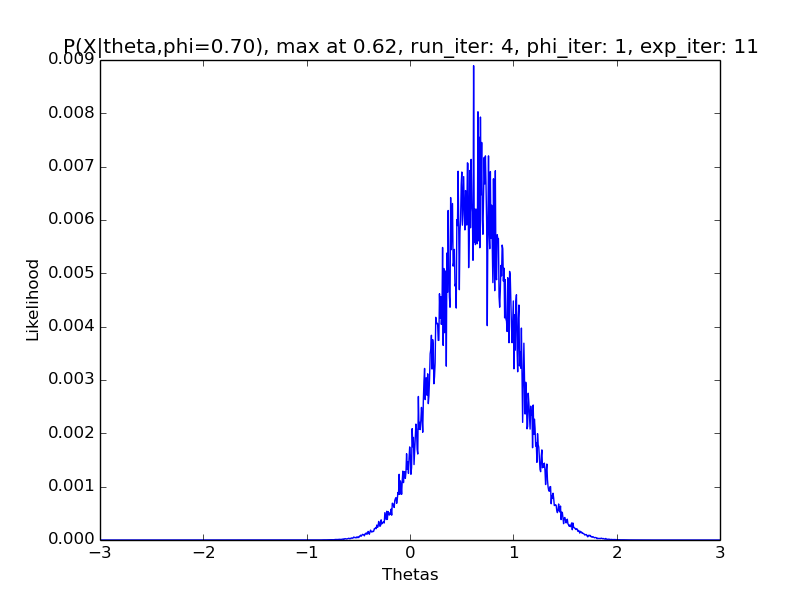 P(X|theta,phi=0.70), max at 0.62, run_iter: 4, phi_iter: 1, exp_iter: 11
0.009
0.008
0.007
0.006
0.005
0.004
0.003
0.002
0.001
0.000
Likelihood
−3 −2 −1 0 1 2 3
Thetas